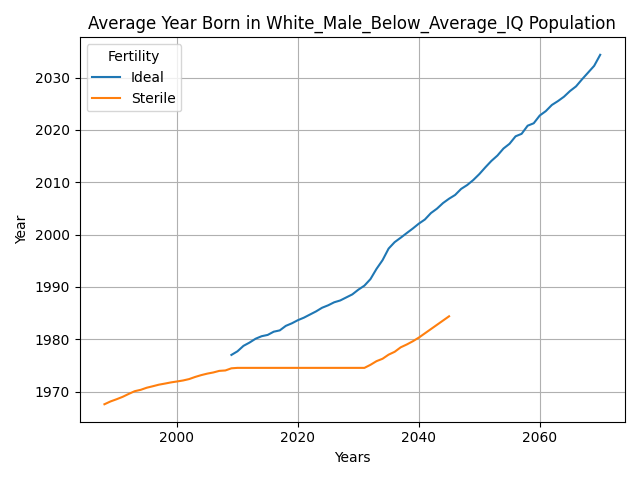 Average Year Born in White_Male_Below_Average_IQ Population
Fertility
Ideal
Sterile
2030
2020
2010
2000
1990
1980
1970
Year
2000 2020 2040 2060
Years